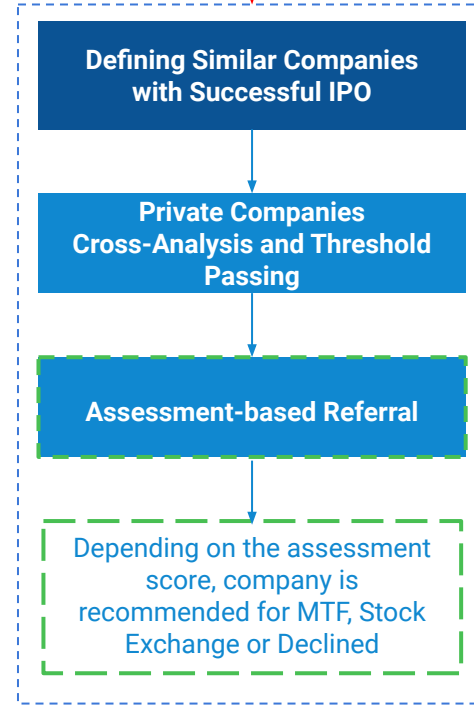 Defining Similar Companies
with Successful IPO
Private Companies
Cross-Analysis and Threshold
Passing
Assessment-based Referral
Depending on the assessment
score, company is
recommended for MTF, Stock
Exchange or Declined